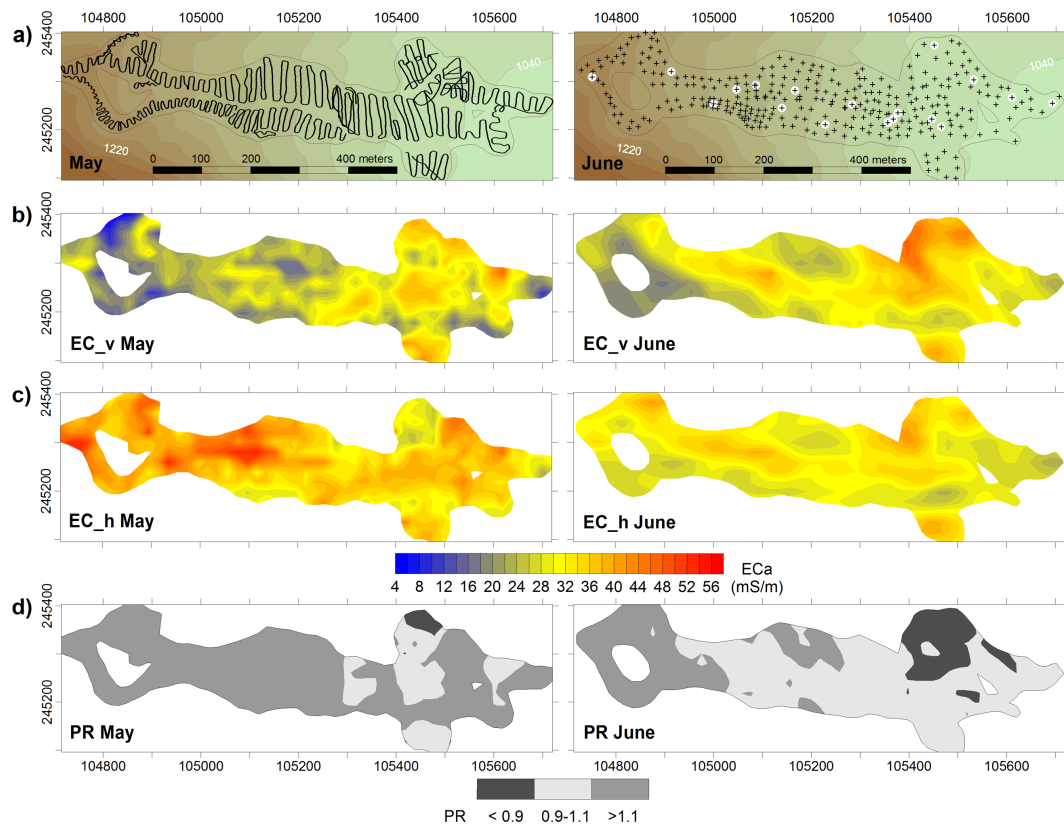 104800 105000 105200 105400 105600 104800 105000 105200 105400 105600
a)
245400
245200
1040
1220
May
0 100 200 400 meters
1040
1220
June
0 100 200 400 meters
b)
245400
245200
EC_v May
EC_v June
c)
245400
245200
EC_h May
EC_h June
4 8 12 16 20 24 28 32 36 40 44 48 52 56
ECa
(mS/m)
d)
245400
245200
PR May
PR June
104800 105000 105200 105400 105600 104800 105000 105200 105400 105600
PR < 0.9 0.9-1.1 >1.1